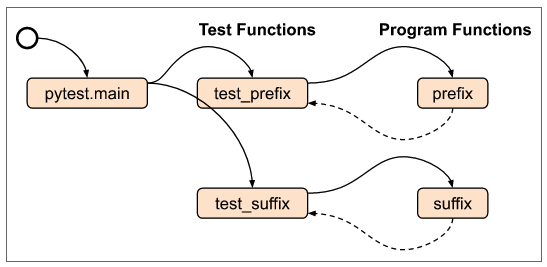 Test Functions
Program Functions
pytest.main
test_prefix
prefix
test_suffix
suffix